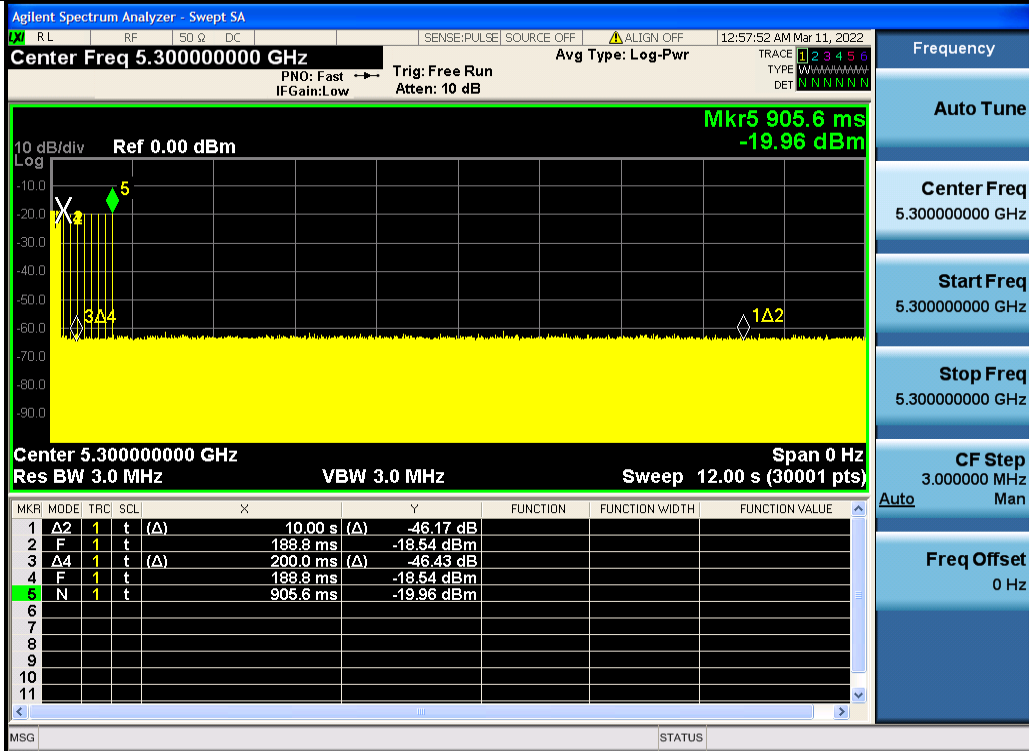 Agilent Spectrum Analyzer - Swept SA
LXI RL RF 50 Ω DC SENSE:PULSE SOURCE OFF ALIGN OFF 12:57:52 AM Mar 11, 2022
Center Freq 5.300000000 GHz
PNO: Fast
IFGain:Low
Trig: Free Run
Atten: 10 dB
Avg Type: Log-Pwr
TRACE 1 2 3 4 5 6
TYPE W
DET N N N N N N
Mkr5 905.6 ms
-19.96 dBm
10 dB/div
Log
Ref 0.00 dBm
-10.0
-20.0
-30.0
-40.0
-50.0
-60.0
-70.0
-80.0
-90.0
5
3Δ4
1Δ2
Center 5.300000000 GHz
Span 0 Hz
Res BW 3.0 MHz
VBW 3.0 MHz
Sweep 12.00 s (30001 pts)
MKR MODE TRC SCL X Y FUNCTION FUNCTION WIDTH FUNCTION VALUE
1 Δ2 1 t (Δ) 10.00 s (Δ) -46.17 dB
2 F 1 t 188.8 ms -18.54 dBm
3 Δ4 1 t (Δ) 200.0 ms (Δ) -46.43 dB
4 F 1 t 188.8 ms -18.54 dBm
5 N 1 t 905.6 ms -19.96 dBm
6
7
8
9
10
11
MSG
STATUS
Frequency
Auto Tune
Center Freq
5.300000000 GHz
Start Freq
5.300000000 GHz
Stop Freq
5.300000000 GHz
CF Step
3.000000 MHz
Auto Man
Freq Offset
0 Hz